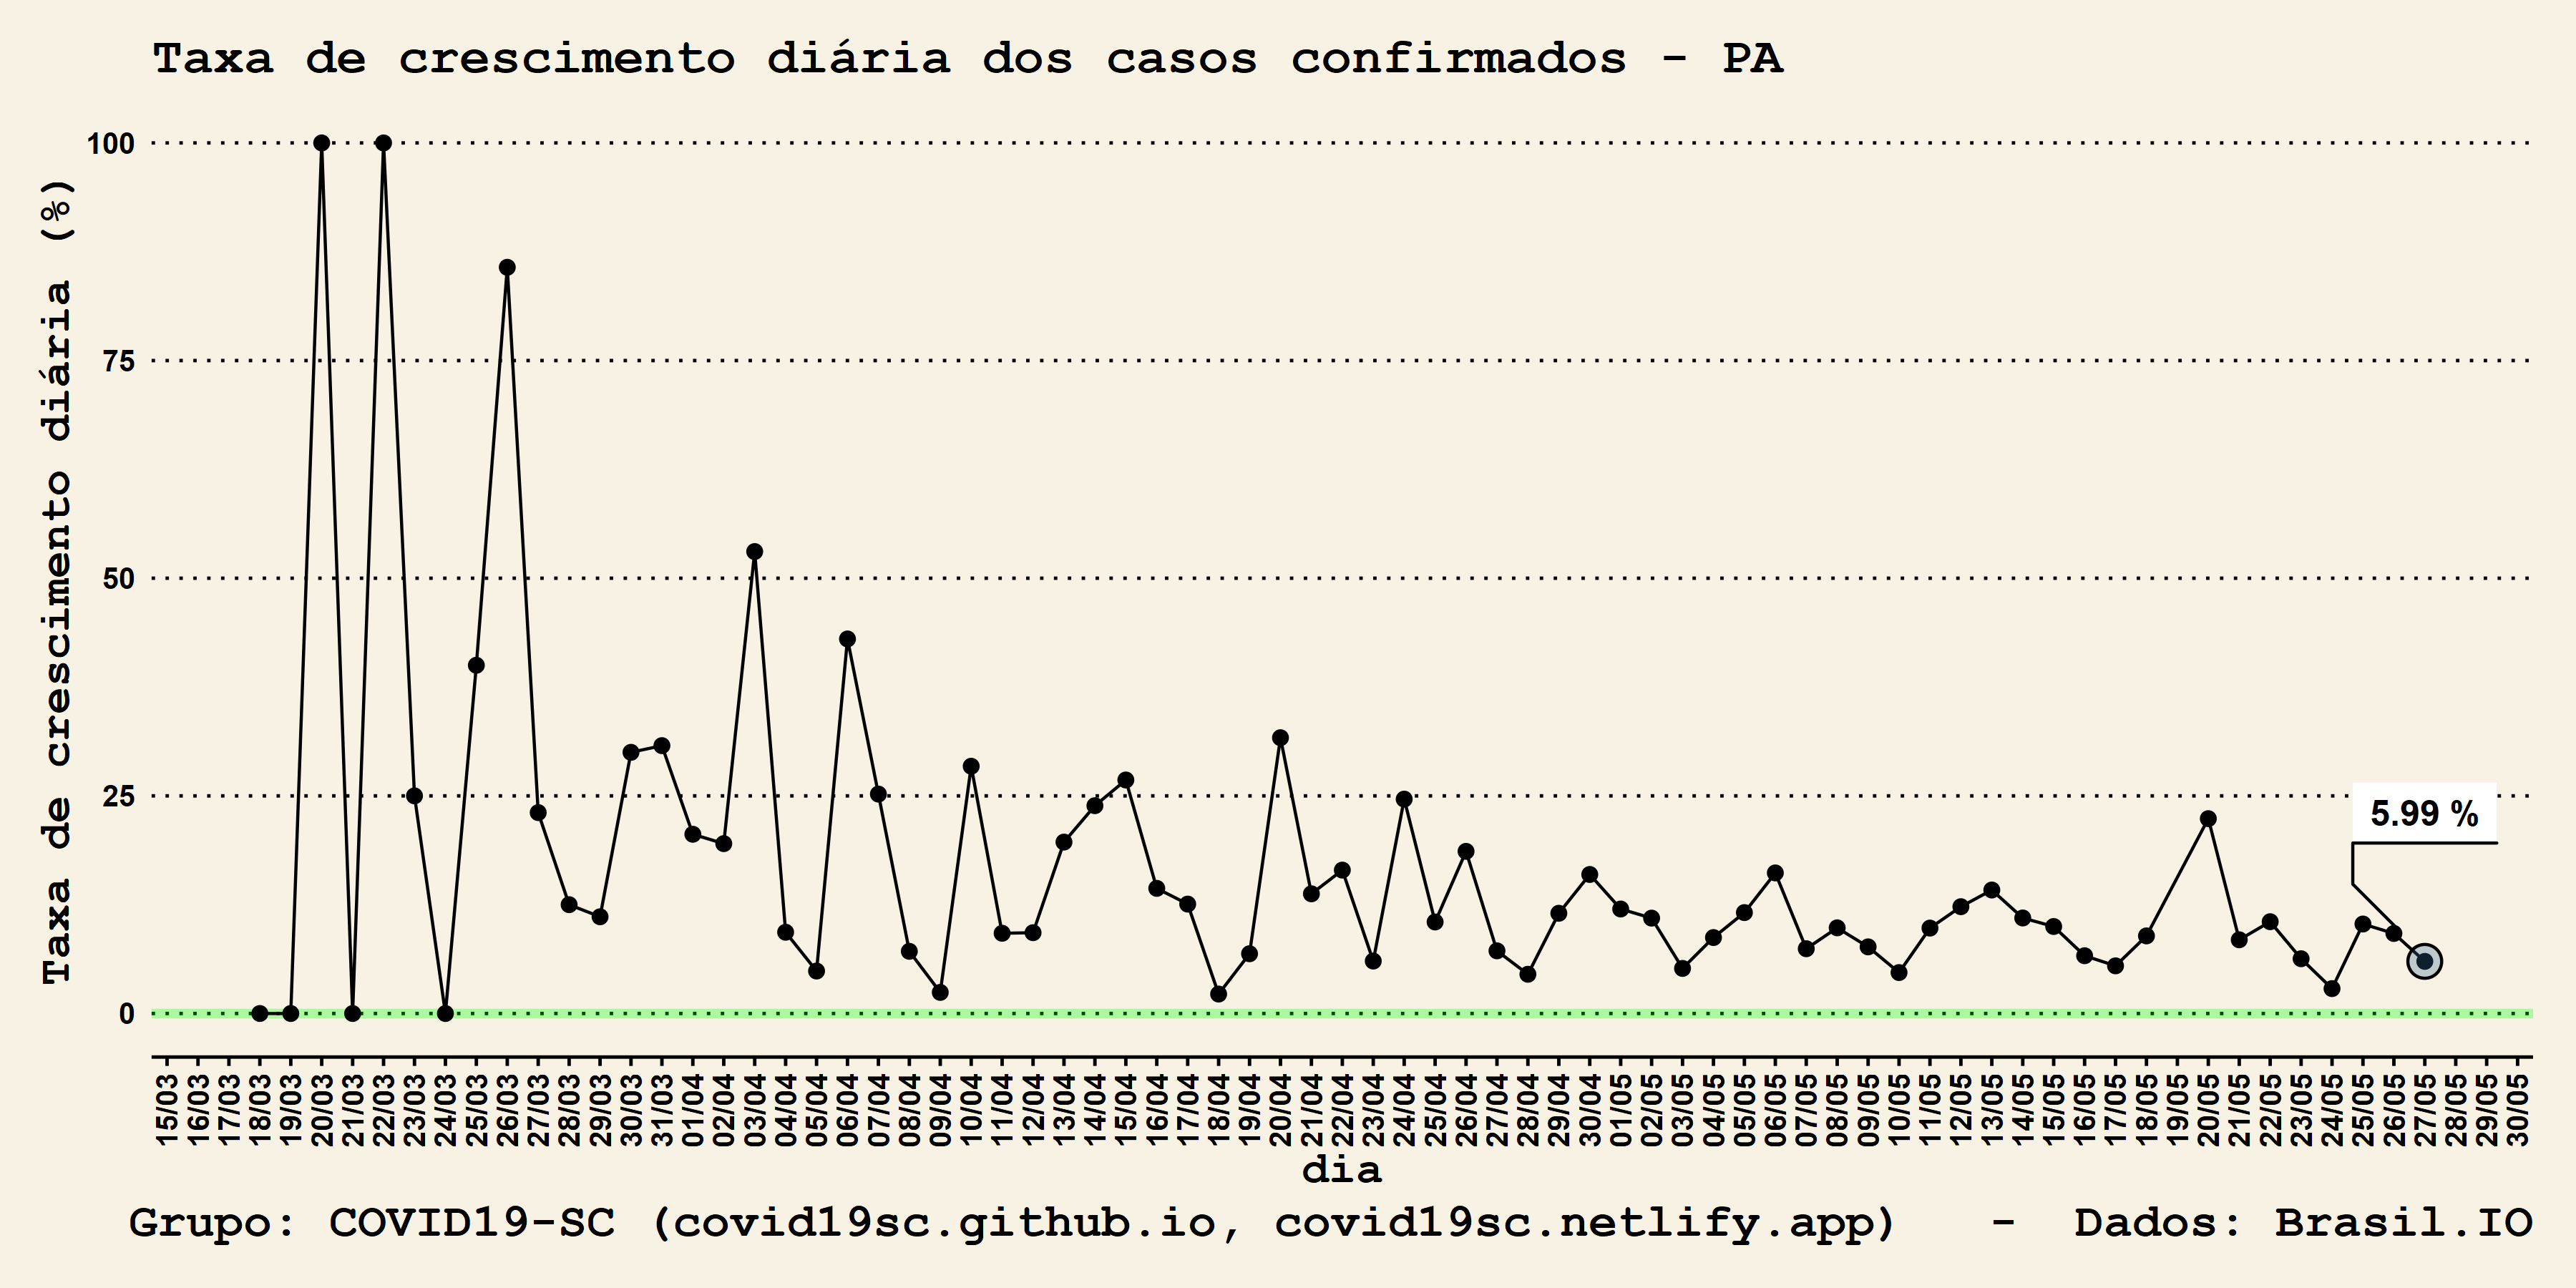 Taxa de crescimento diária dos casos confirmados - PA
Taxa de crescimento diária (%)
100
75
50
25
0
5.99 %
15/03 16/03 17/03 18/03 19/03 20/03 21/03 22/03 23/03 24/03 25/03 26/03 27/03 28/03 29/03 30/03 31/03 01/04 02/04 03/04 04/04 05/04 06/04 07/04 08/04 09/04 10/04 11/04 12/04 13/04 14/04 15/04 16/04 17/04 18/04 19/04 20/04 21/04 22/04 23/04 24/04 25/04 26/04 27/04 28/04 29/04 30/04 01/05 02/05 03/05 04/05 05/05 06/05 07/05 08/05 09/05 10/05 11/05 12/05 13/05 14/05 15/05 16/05 17/05 18/05 19/05 20/05 21/05 22/05 23/05 24/05 25/05 26/05 27/05 28/05 29/05 30/05
dia
Grupo: COVID19-SC (covid19sc.github.io, covid19sc.netlify.app) - Dados: Brasil.IO